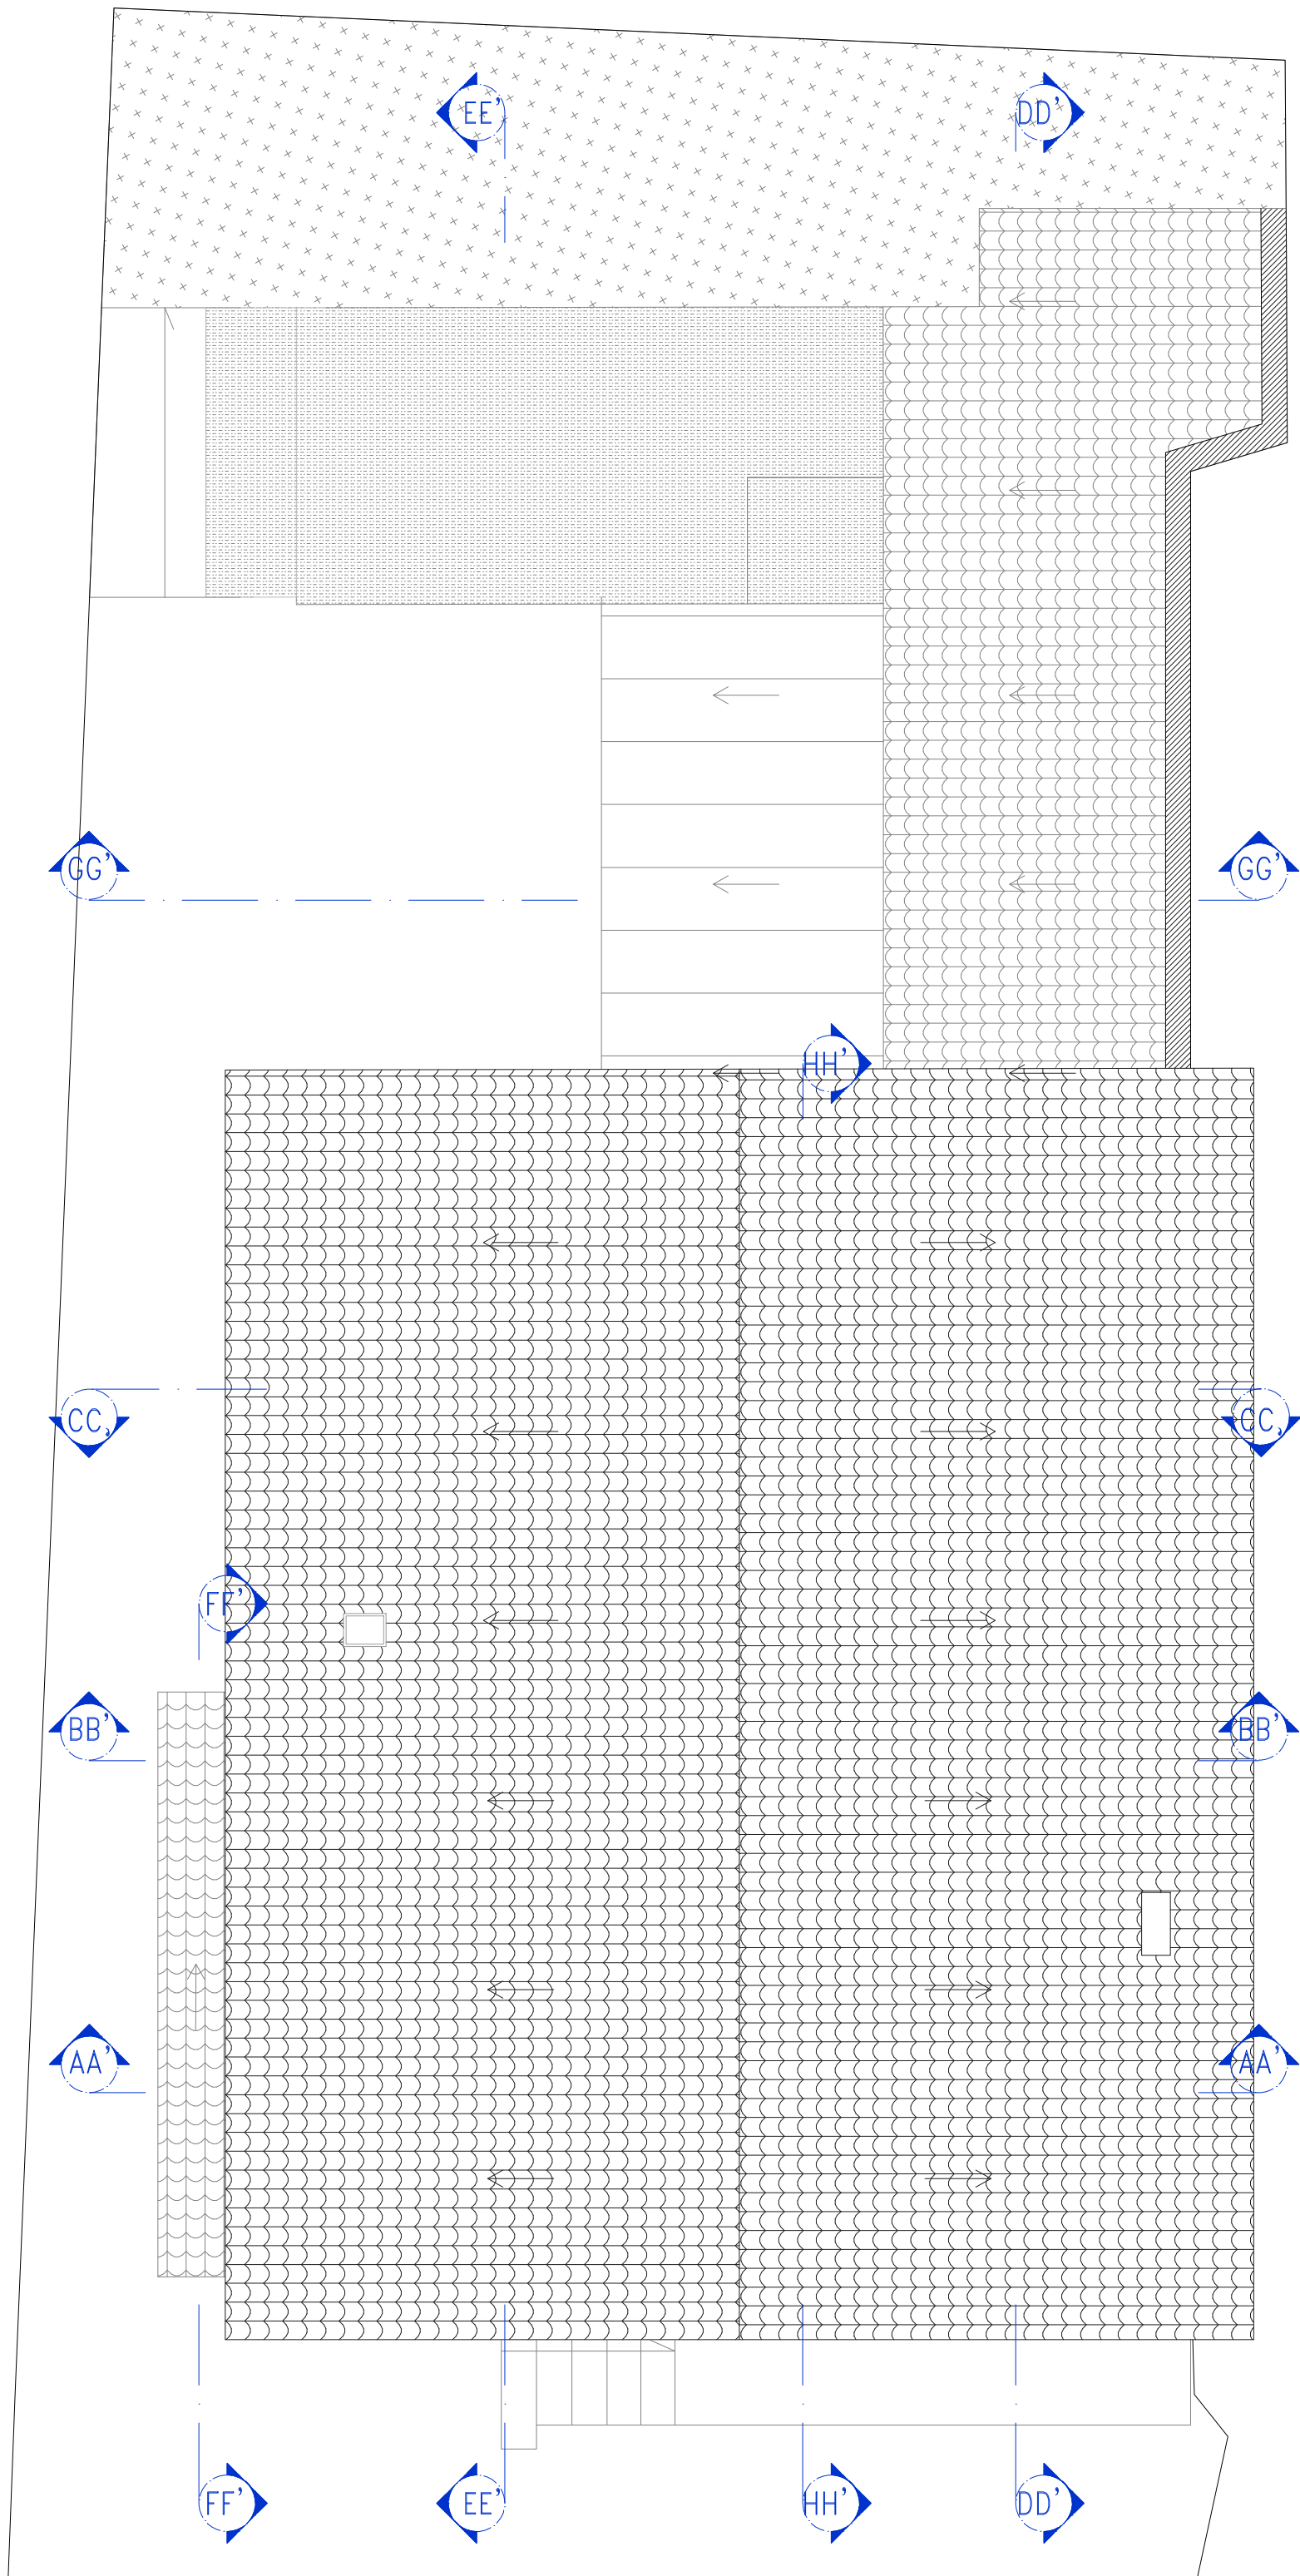 EE' DD'
GG' GG'
HH'
CC, CC,
FF'
BB' BB'
AA' AA'
FF' EE' HH' DD'